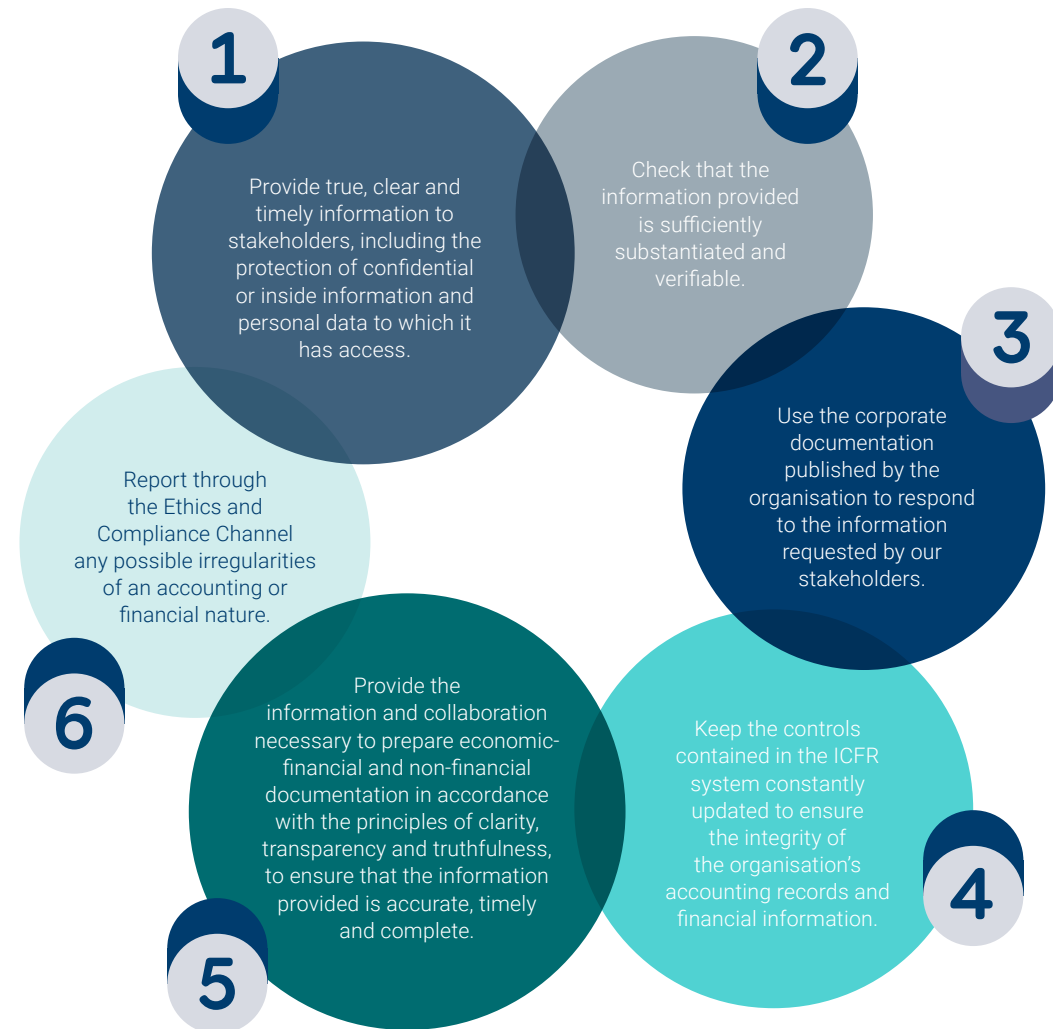 1
Provide true, clear and
timely information to
stakeholders, including the
protection of confidential
or inside information and
personal data to which it
has access.
2
Check that the
information provided
is sufficiently
substantiated and
verifiable.
3
Use the corporate
documentation
published by the
organisation to respond
to the information
requested by our
stakeholders.
4
Keep the controls
contained in the ICFR
system constantly
updated to ensure
the integrity of
the organisation’s
accounting records and
financial information.
5
Provide the
information and collaboration
necessary to prepare economic-
financial and non-financial
documentation in accordance
with the principles of clarity,
transparency and truthfulness,
to ensure that the information
provided is accurate, timely
and complete.
6
Report through
the Ethics and
Compliance Channel
any possible irregularities
of an accounting or
financial nature.